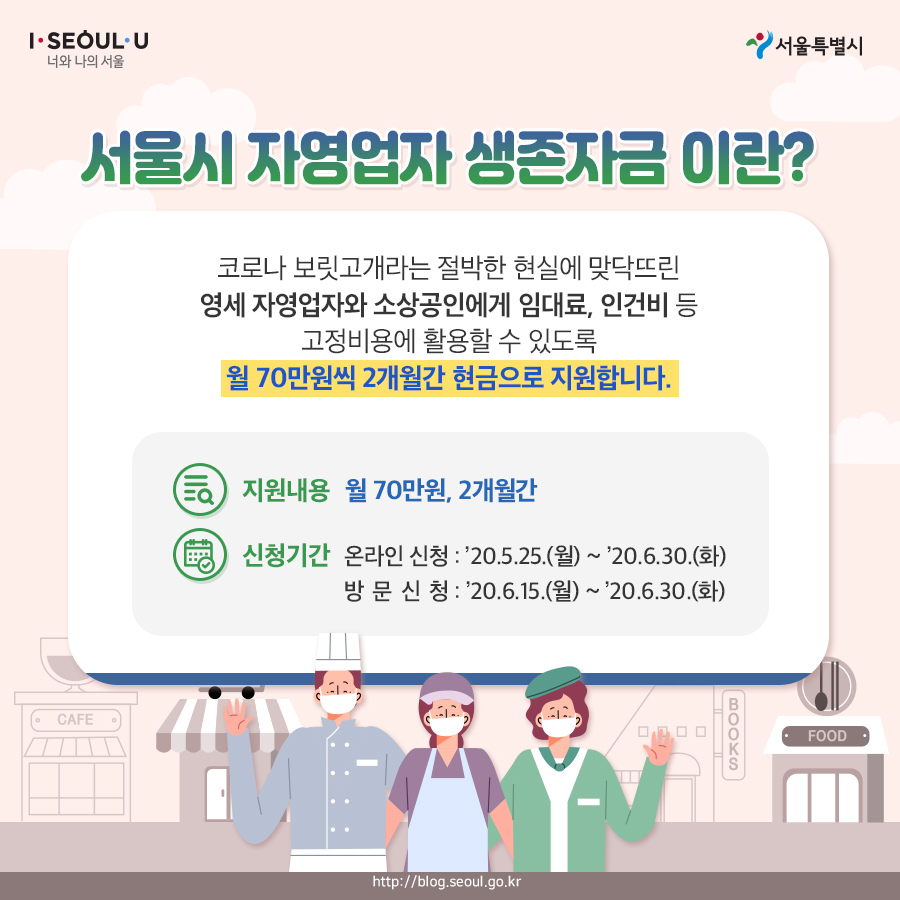 I·SEOUL·U
너와 나의 서울
서울특별시
서울시 자영업자 생존자금 이란?
코로나 보릿고개라는 절박한 현실에 맞닥뜨린
영세 자영업자와 소상공인에게 임대료, 인건비 등
고정비용에 활용할 수 있도록
월 70만원씩 2개월간 현금으로 지원합니다.
지원내용 월 70만원, 2개월간
신청기간 온라인 신청 : ’20.5.25.(월) ~ ’20.6.30.(화)
방 문 신 청 : ’20.6.15.(월) ~ ’20.6.30.(화)
CAFE
BOOKS
FOOD
http://blog.seoul.go.kr